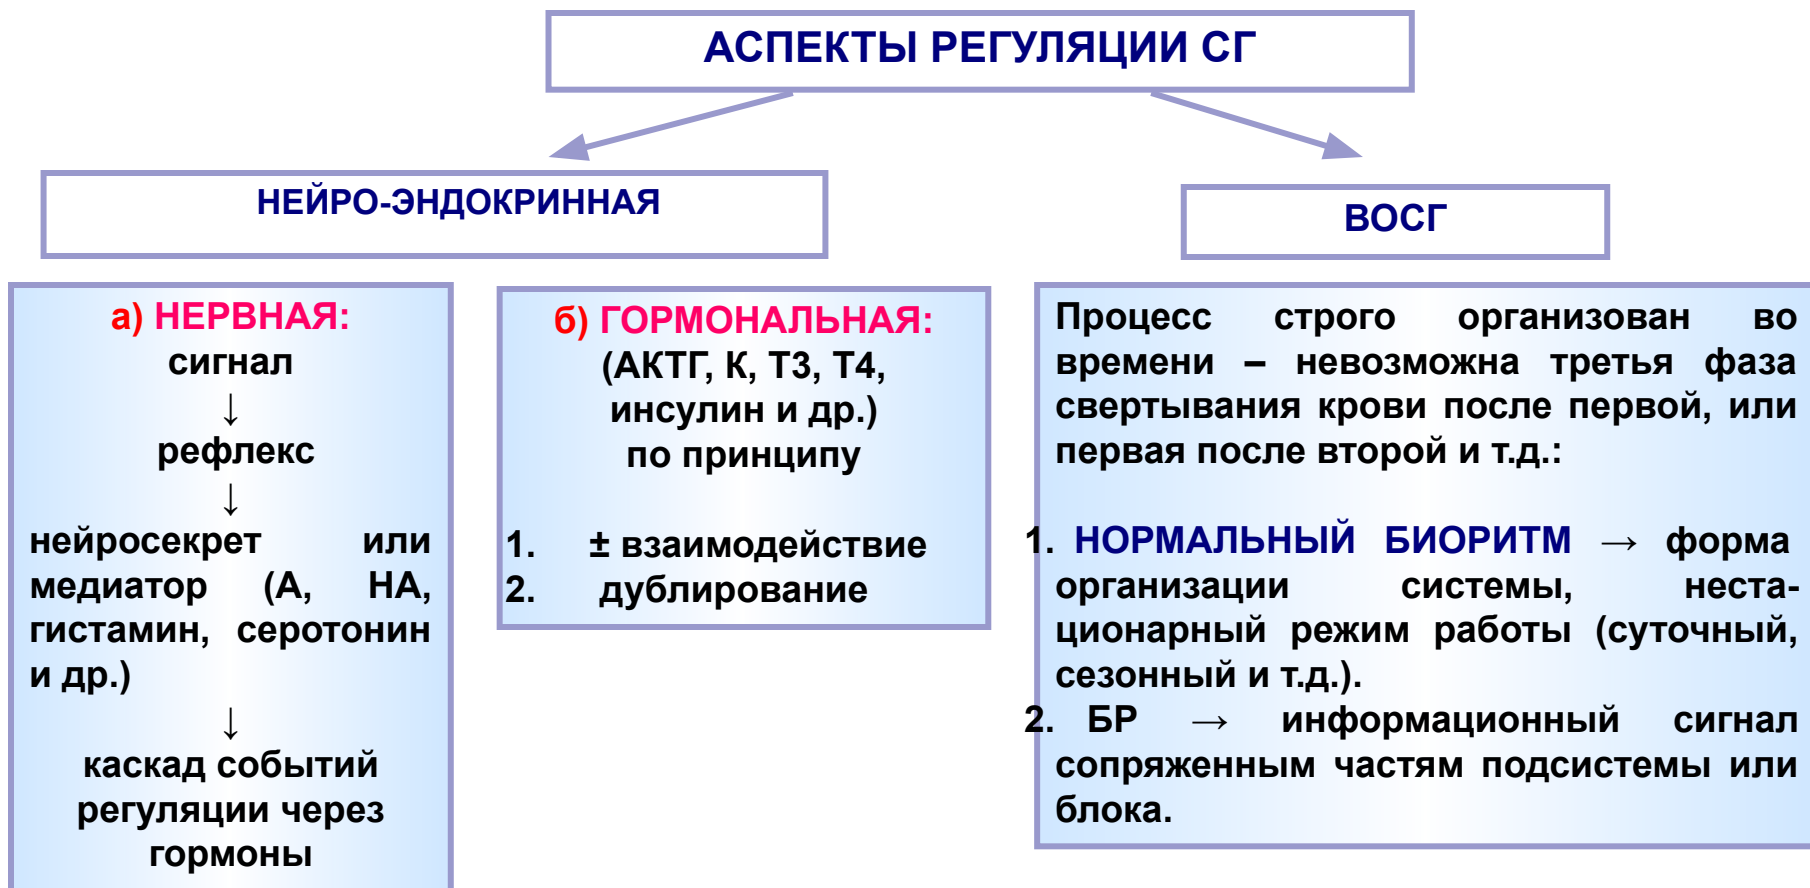 АСПЕКТЫ РЕГУЛЯЦИИ СГ
НЕЙРО-ЭНДОКРИННАЯ
ВОСГ
а) НЕРВНАЯ:
сигнал
↓
рефлекс
↓
нейросекрет или
медиатор (А, НА,
гистамин, серотонин
и др.)
↓
каскад событий
регуляции через
гормоны
б) ГОРМОНАЛЬНАЯ:
(АКТГ, К, Т3, Т4,
инсулин и др.)
по принципу
1. ± взаимодействие
2. дублирование
Процесс строго организован во
времени – невозможна третья фаза
свертывания крови после первой, или
первая после второй и т.д.:
1. НОРМАЛЬНЫЙ БИОРИТМ → форма
организации системы, неста-
ционарный режим работы (суточный,
сезонный и т.д.).
2. БР → информационный сигнал
сопряженным частям подсистемы или
блока.